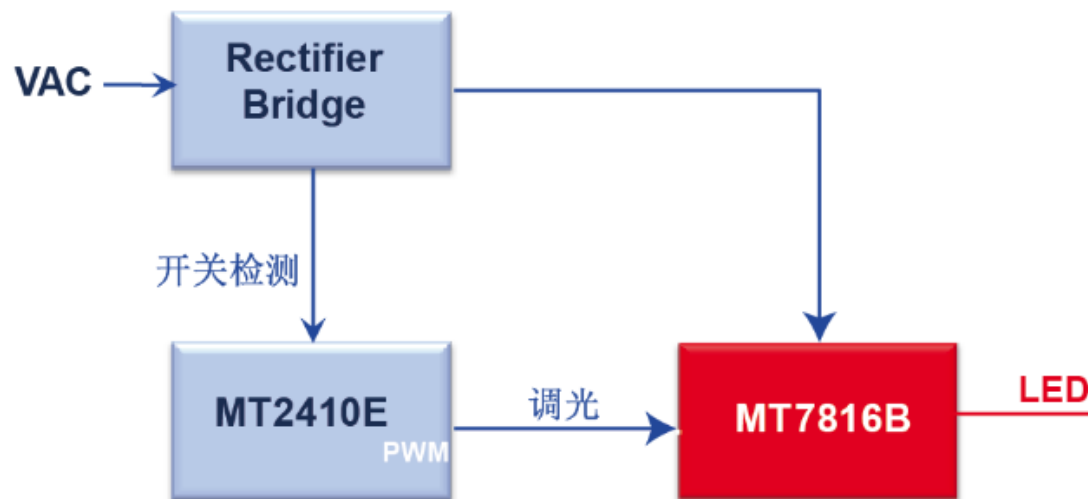 Rectifier
Bridge
VAC
开关检测
MT2410E
PWM
调光
MT7816B
LED